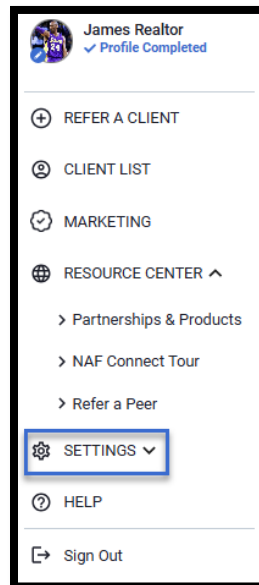 James Realtor
Profile Completed
REFER A CLIENT
CLIENT LIST
MARKETING
RESOURCE CENTER
Partnerships & Products
NAF Connect Tour
Refer a Peer
SETTINGS
HELP
Sign Out